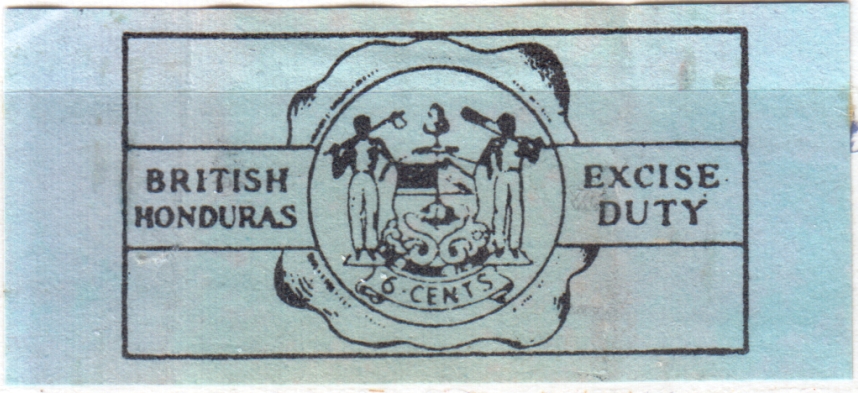 BRITISH
HONDURAS
EXCISE
DUTY
6·CENTS